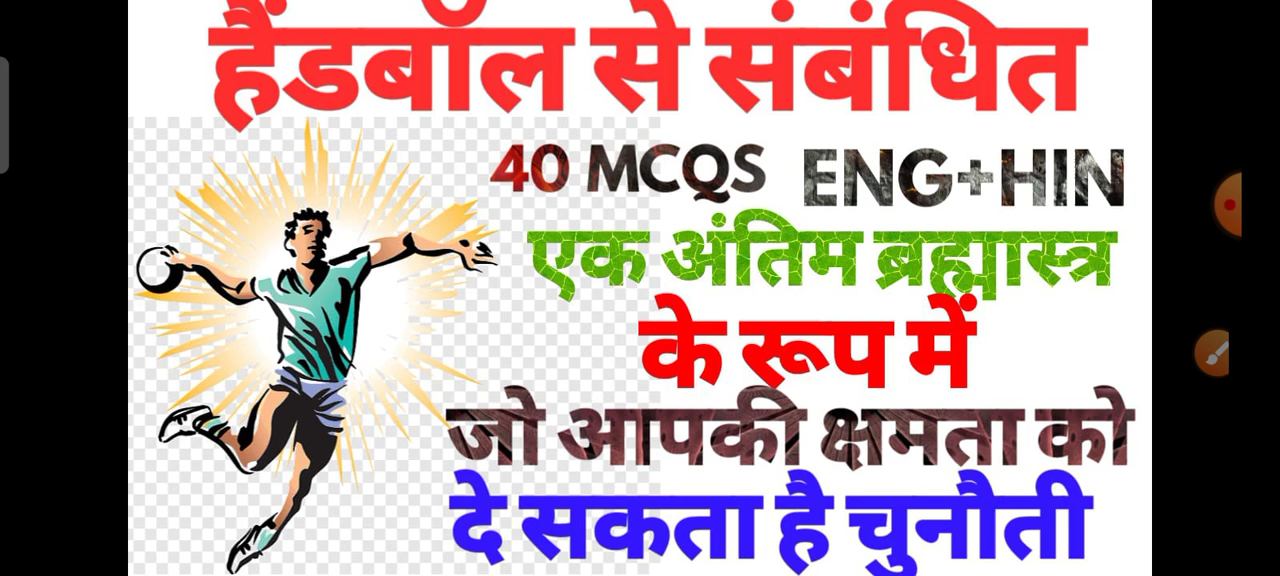 हैंडबॉल से संबंधित
40 MCQS ENG+HIN
एक अंतिम ब्रह्मास्त्र
के रूप में
जो आपकी क्षमता को
दे सकता है चुनौती